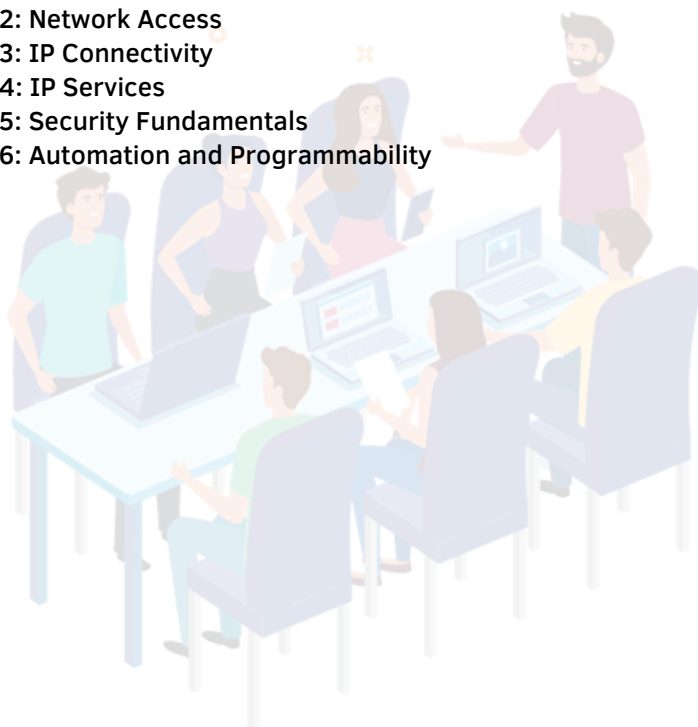 2: Network Access
3: IP Connectivity
4: IP Services
5: Security Fundamentals
6: Automation and Programmability